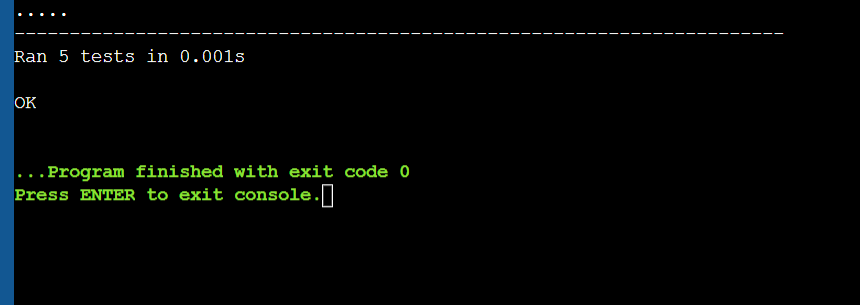 .....
----------------------------------------------------------------------
Ran 5 tests in 0.001s
OK
...Program finished with exit code 0
Press ENTER to exit console.